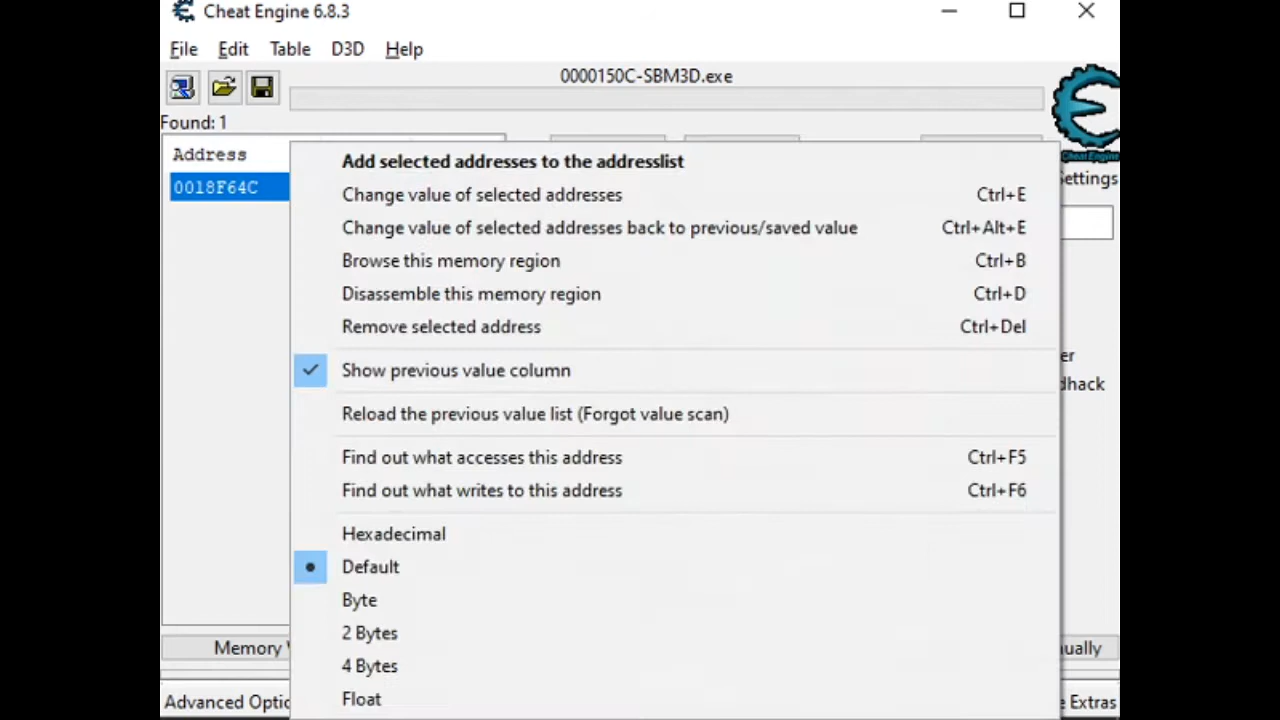 Cheat Engine 6.8.3
File Edit Table D3D Help
0000150C-SBM3D.exe
Cheat Engine
Found: 1
Address
0018F64C
Settings
Add selected addresses to the addresslist
Change value of selected addresses Ctrl+E
Change value of selected addresses back to previous/saved value Ctrl+Alt+E
Browse this memory region Ctrl+B
Disassemble this memory region Ctrl+D
Remove selected address Ctrl+Del
Show previous value column
Reload the previous value list (Forgot value scan)
Find out what accesses this address Ctrl+F5
Find out what writes to this address Ctrl+F6
Hexadecimal
Default
Byte
2 Bytes
4 Bytes
Float
er
dhack
Memory
ually
Advanced Optio
Extras